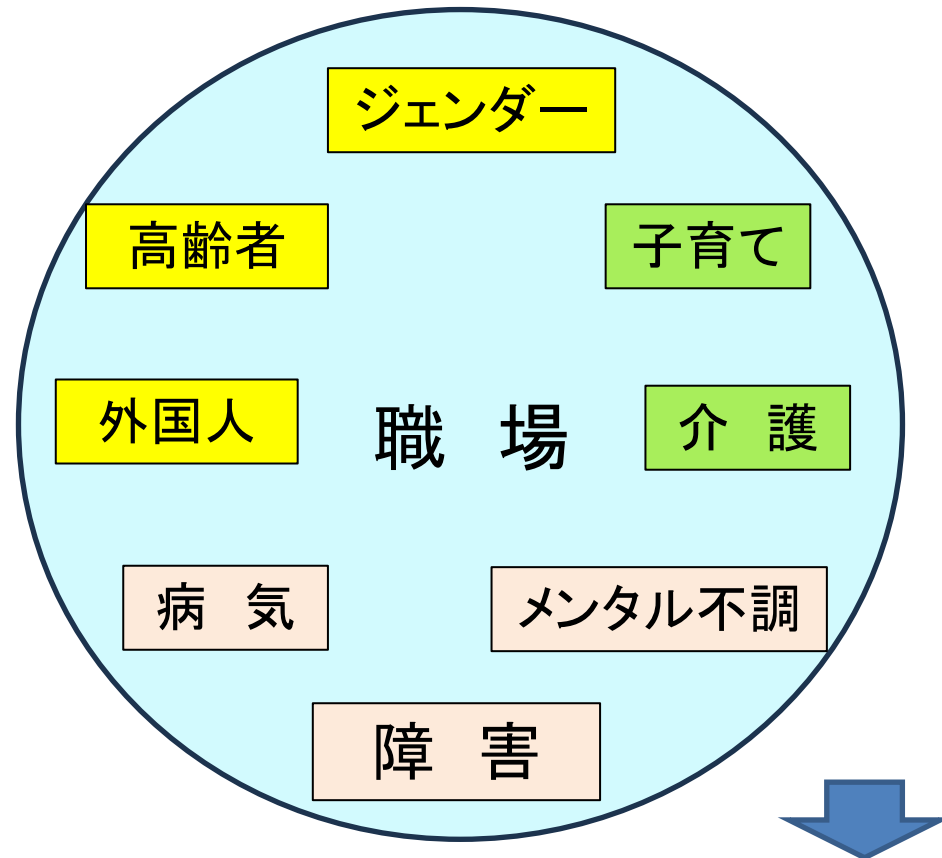 ジェンダー
高齢者
子育て
外国人
職　場
介　護
病　気
メンタル不調
障　害